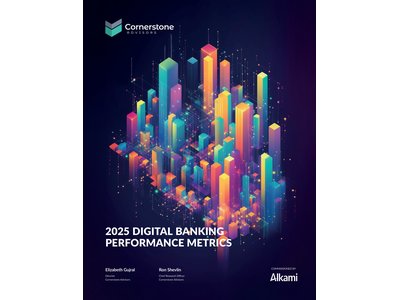 Cornerstone
ADVISORS
2025 DIGITAL BANKING
PERFORMANCE METRICS
Elizabeth Gujral
Director
Cornerstone Advisors
Ron Shevlin
Chief Research Officer
Cornerstone Advisors
COMMISSIONED BY
Alkami